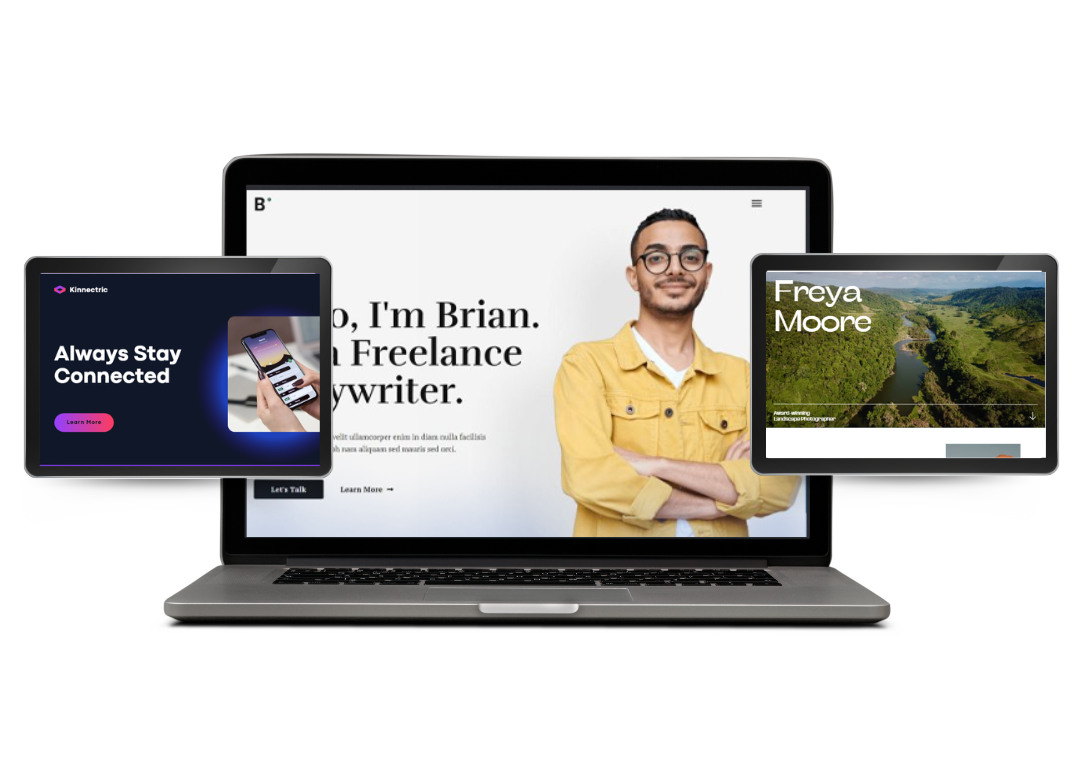 B
o, I'm Brian.
Freelance
ywriter.
velit ullamcorper enim in diam nulla facilisis
nam aliquam sed mauris sed orci.
Let's Talk
Learn More →
Kinnectric
Always Stay
Connected
Learn More
Freya
Moore
Award-winning
Landscape Photographer